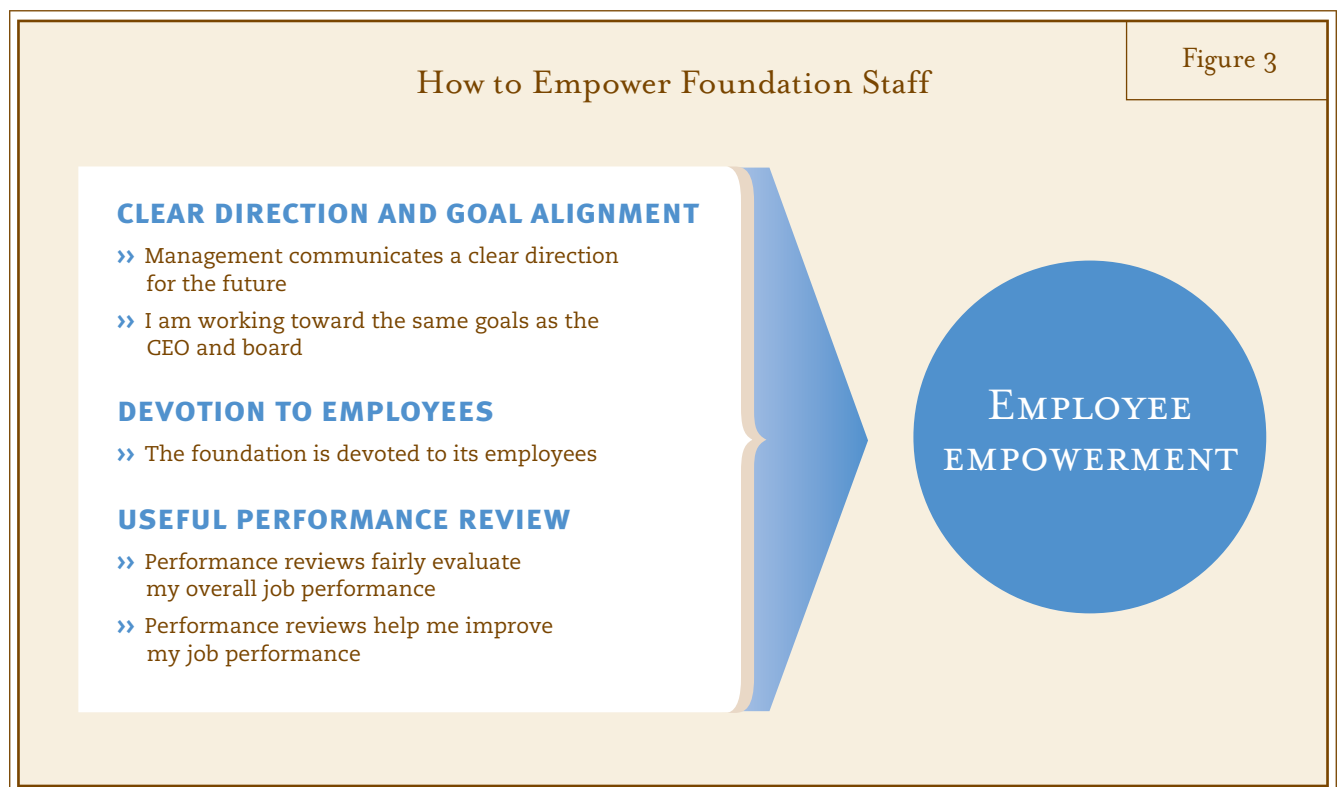 Figure 3
How to Empower Foundation Staff
CLEAR DIRECTION AND GOAL ALIGNMENT
›› Management communicates a clear direction
for the future
›› I am working toward the same goals as the
CEO and board
DEVOTION TO EMPLOYEES
›› The foundation is devoted to its employees
USEFUL PERFORMANCE REVIEW
›› Performance reviews fairly evaluate
my overall job performance
›› Performance reviews help me improve
my job performance
Employee
empowerment